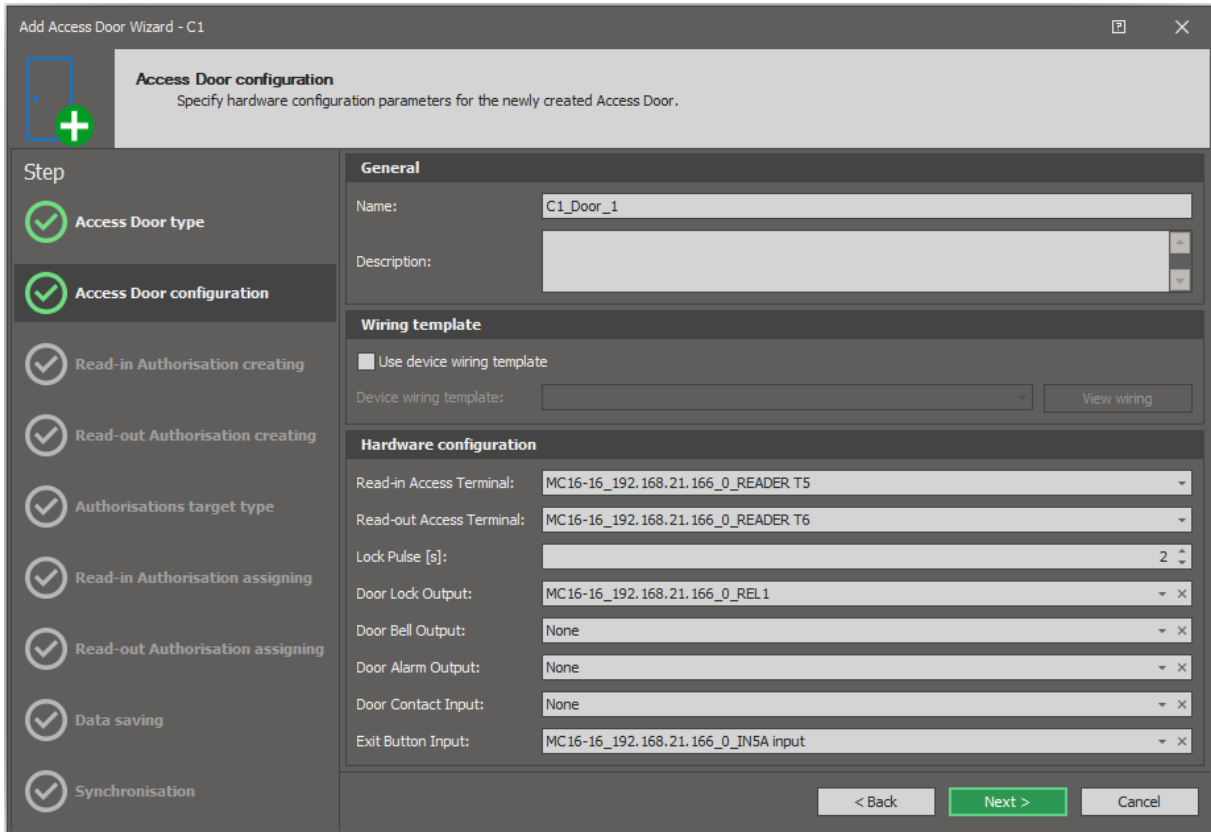 Add Access Door Wizard - C1
Access Door configuration
Specify hardware configuration parameters for the newly created Access Door.
Step
Access Door type
Access Door configuration
Read-in Authorisation creating
Read-out Authorisation creating
Authorisations target type
Read-in Authorisation assigning
Read-out Authorisation assigning
Data saving
Synchronisation
General
Name: C1_Door_1
Description:
Wiring template
Use device wiring template
Device wiring template: View wiring
Hardware configuration
Read-in Access Terminal: MC16-16_192.168.21.166_0_READER T5
Read-out Access Terminal: MC16-16_192.168.21.166_0_READER T6
Lock Pulse [s]: 2
Door Lock Output: MC16-16_192.168.21.166_0_REL1
Door Bell Output: None
Door Alarm Output: None
Door Contact Input: None
Exit Button Input: MC16-16_192.168.21.166_0_IN5A input
< Back Next > Cancel